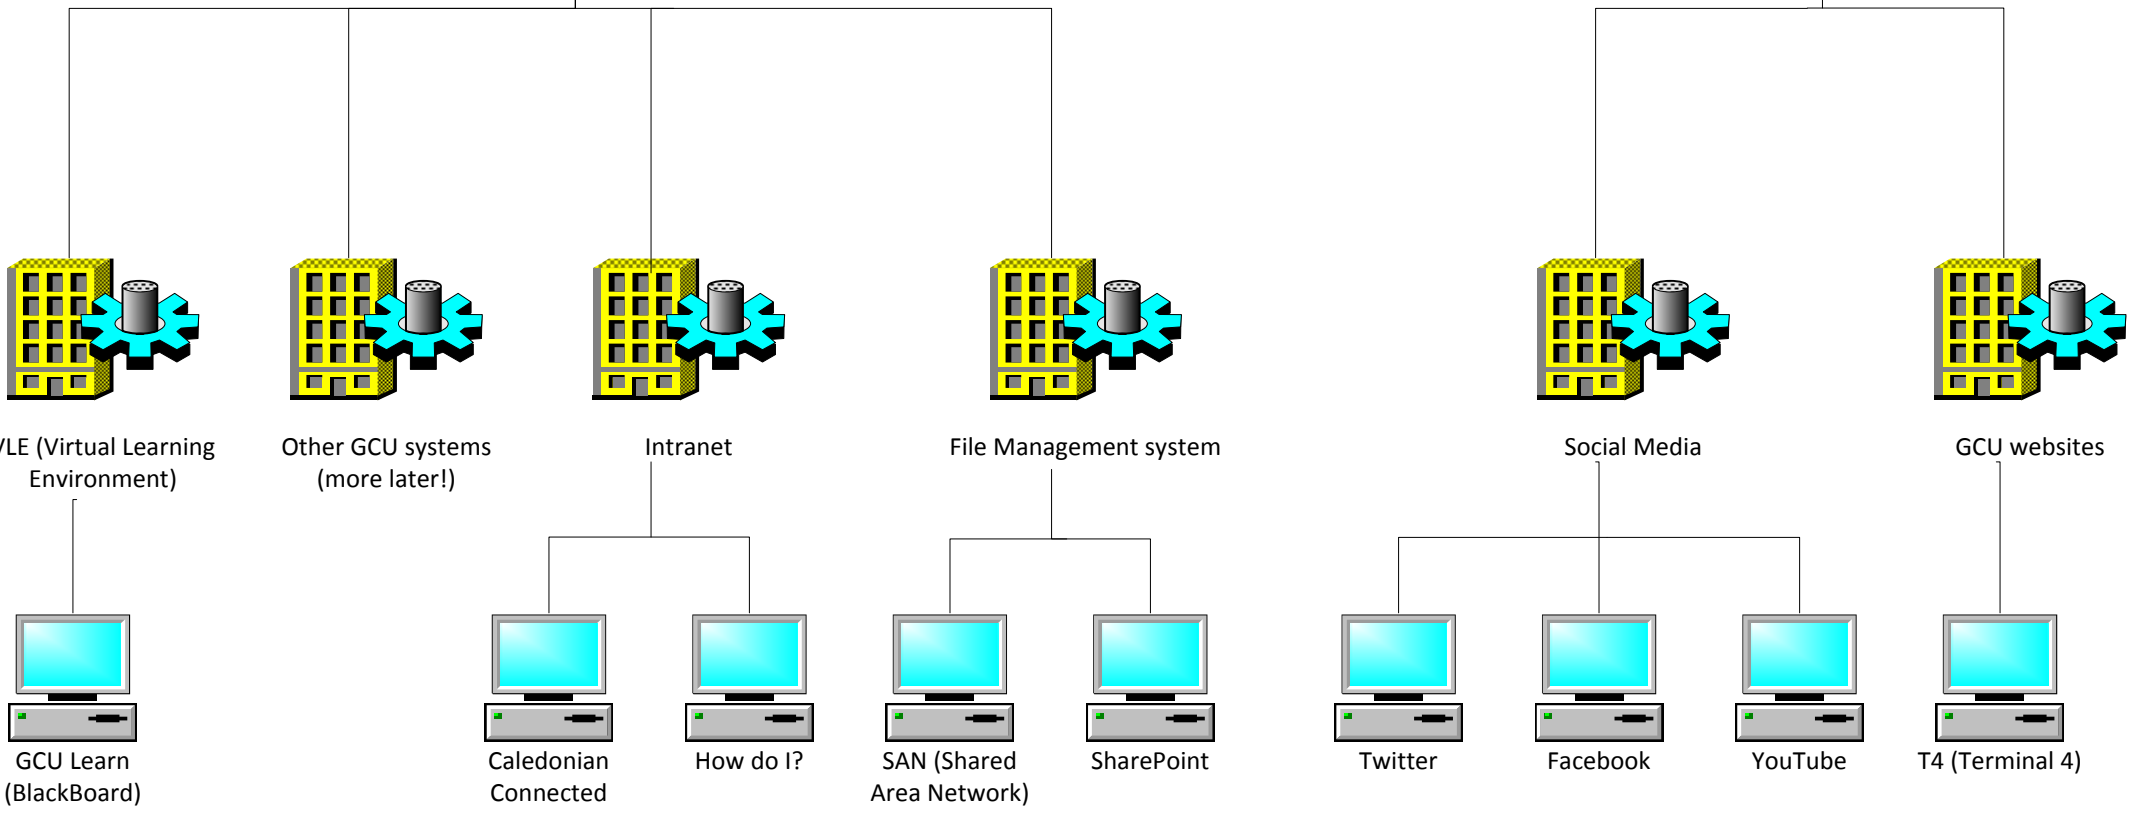 VLE (Virtual Learning
Environment)
Other GCU systems
(more later!)
Intranet
File Management system
Social Media
GCU websites
GCU Learn
(BlackBoard)
Caledonian
Connected
How do I?
SAN (Shared
Area Network)
SharePoint
Twitter
Facebook
YouTube
T4 (Terminal 4)